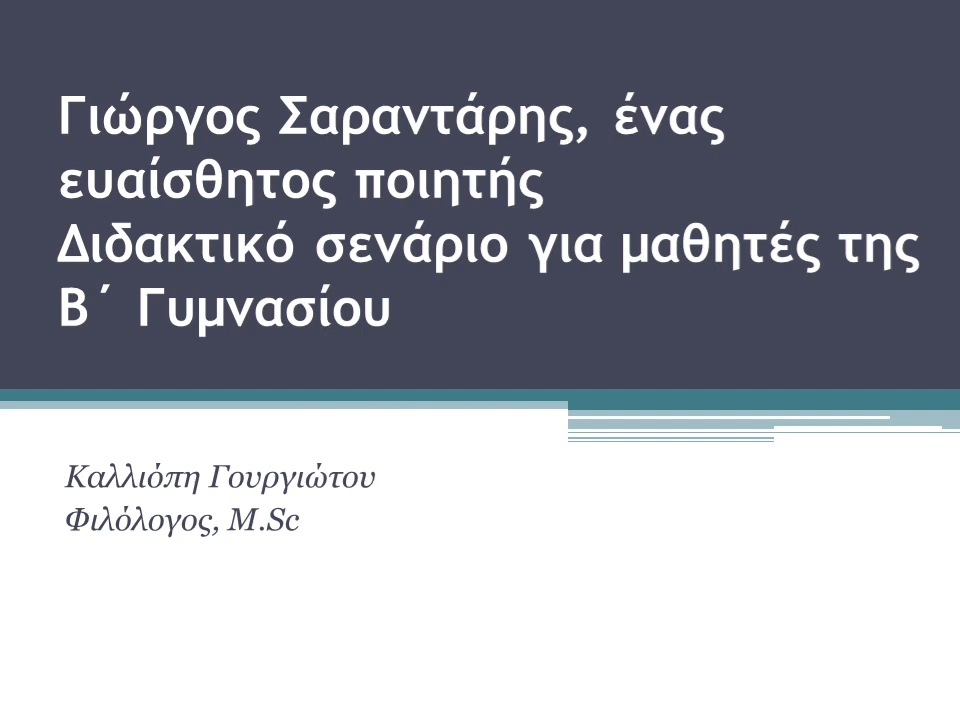 Γιώργος Σαραντάρης, ένας
ευαίσθητος ποιητής
Διδακτικό σενάριο για μαθητές της
Β΄ Γυμνασίου
Καλλιόπη Γουργιώτου
Φιλόλογος, M.Sc